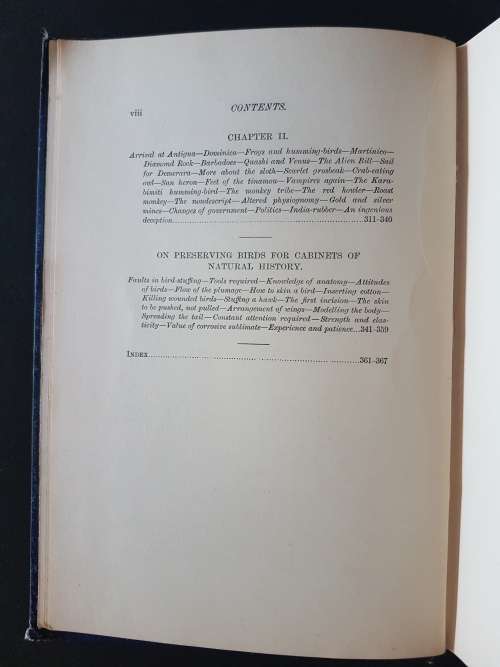 viii CONTENTS.
CHAPTER II.
Arrival at Antigua—Dominica—Frogs and humming-birds—Martinico—
Diamond Rock—Barbadoes—Quashi and Venus—The Alien Bill—Sail
for Demerara—More about the sloth—Scarlet grosbeak—Crab-eating
owl—Sun heron—Feet of the tinamou—Vampires again—The Kara-
bimiti humming-bird—The monkey tribe—The red howler—Roast
monkey—The nondescript—Altered physiognomy—Gold and silver
mines—Changes of government—Politics—India-rubber—An ingenious
deception....................................................................311-340
ON PRESERVING BIRDS FOR CABINETS OF
NATURAL HISTORY.
Faults in bird-stuffing—Tools required—Knowledge of anatomy—Attitudes
of birds—Flow of the plumage—How to skin a bird—Inserting cotton—
Killing wounded birds—Stuffing a hawk—The first incision—The skin
to be pushed, not pulled—Arrangement of wings—Modelling the body—
Spreading the tail—Constant attention required—Strength and elas-
ticity—Value of corrosive sublimate—Experience and patience...341-359
INDEX....................................................................361-367